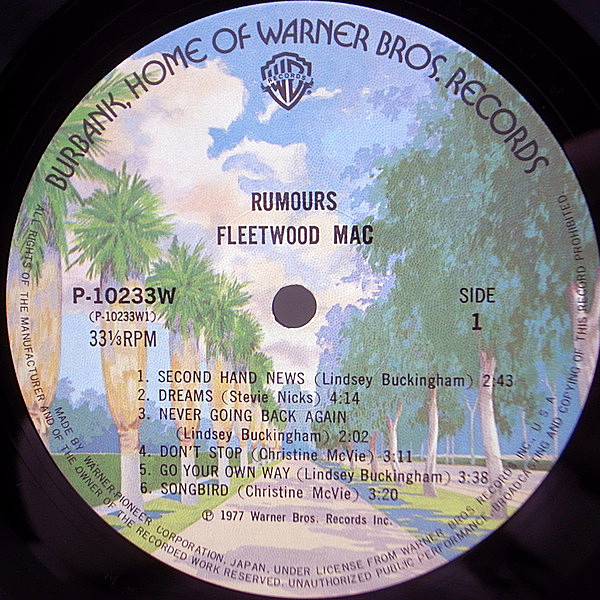 BURBANK, HOME OF WARNER BROS. RECORDS
WB
RECORDS
RUMOURS
FLEETWOOD MAC
P-10233W
(P-10233W1)
33⅓RPM
SIDE
1
1. SECOND HAND NEWS (Lindsey Buckingham) 2:43
2. DREAMS (Stevie Nicks) 4:14
3. NEVER GOING BACK AGAIN
(Lindsey Buckingham) 2:02
4. DON'T STOP (Christine McVie) 3:11
5. GO YOUR OWN WAY (Lindsey Buckingham) 3:38
6. SONGBIRD (Christine McVie) 3:20
℗ 1977 Warner Bros. Records Inc.
MADE BY WARNER-PIONEER CORPORATION, JAPAN, UNDER LICENSE FROM WARNER BROS. RECORDS INC., U.S.A.
ALL RIGHTS OF THE MANUFACTURER AND OF THE OWNER OF THE RECORDED WORK RESERVED. UNAUTHORIZED PUBLIC PERFORMANCE, BROADCASTING AND COPYING OF THIS RECORD PROHIBITED.